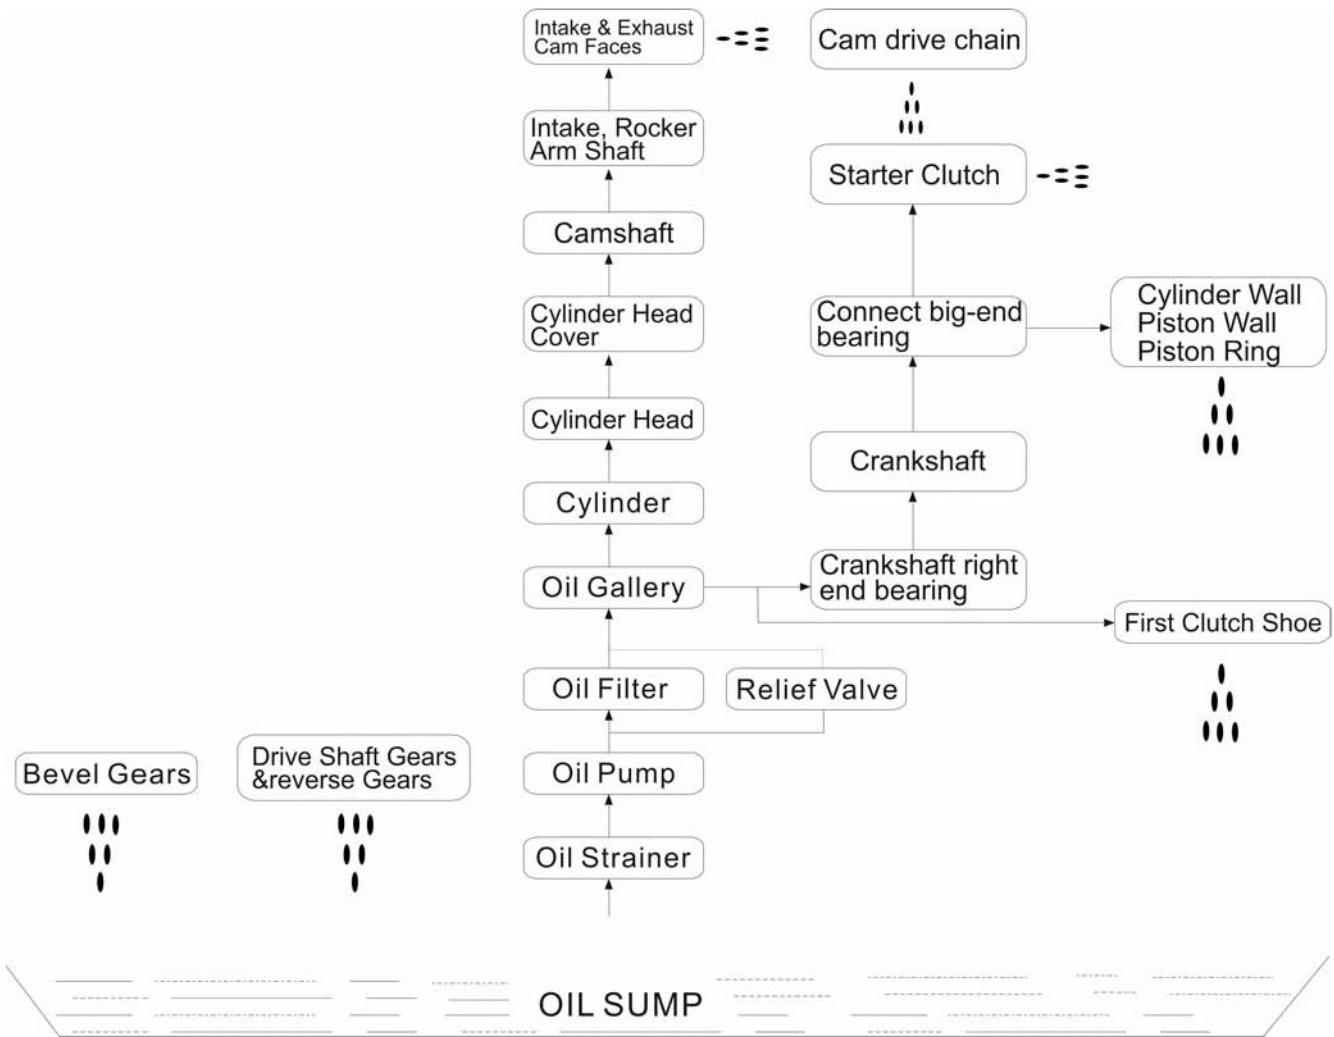 Intake & Exhaust
Cam Faces
Cam drive chain
Intake, Rocker
Arm Shaft
Starter Clutch
Camshaft
Cylinder Head
Cover
Connect big-end
bearing
Cylinder Wall
Piston Wall
Piston Ring
Cylinder Head
Crankshaft
Cylinder
Oil Gallery
Crankshaft right
end bearing
First Clutch Shoe
Oil Filter
Relief Valve
Bevel Gears
Drive Shaft Gears
&reverse Gears
Oil Pump
Oil Strainer
OIL SUMP